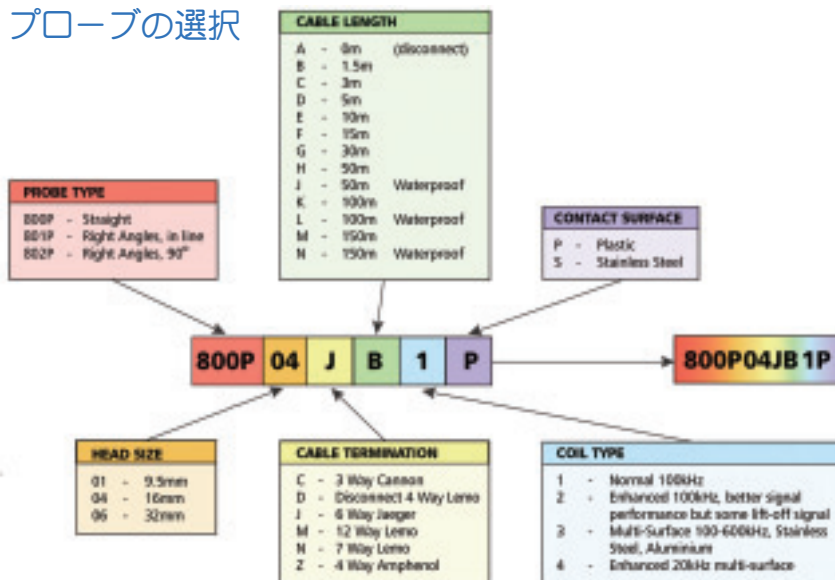 プローブの選択
CABLE LENGTH
A - 0m (disconnect)
B - 1.5m
C - 3m
D - 5m
E - 10m
F - 15m
G - 30m
H - 50m
J - 50m Waterproof
K - 100m
L - 100m Waterproof
M - 150m
N - 150m Waterproof
PROBE TYPE
800P - Straight
801P - Right Angles, in line
802P - Right Angles, 90°
CONTACT SURFACE
P - Plastic
S - Stainless Steel
800P 04 J B 1 P
800P04JB1P
HEAD SIZE
01 - 9.5mm
04 - 16mm
06 - 32mm
CABLE TERMINATION
C - 3 Way Cannon
D - Disconnect 4 Way Lemo
J - 6 Way Jaeger
M - 12 Way Lemo
N - 7 Way Lemo
Z - 4 Way Amphenol
COIL TYPE
1 - Normal 100kHz
2 - Enhanced 100kHz, better signal
performance but some lift-off signal
3 - Multi-Surface 100-600kHz, Stainless
Steel, Aluminium
4 - Enhanced 20kHz multi-surface